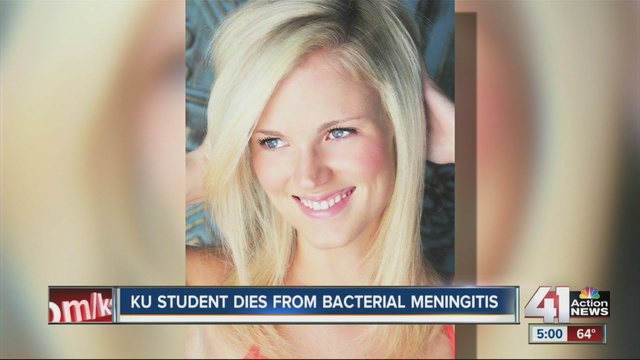 om/k
KU STUDENT DIES FROM BACTERIAL MENINGITIS
41
Action
NEWS
5:00 64°